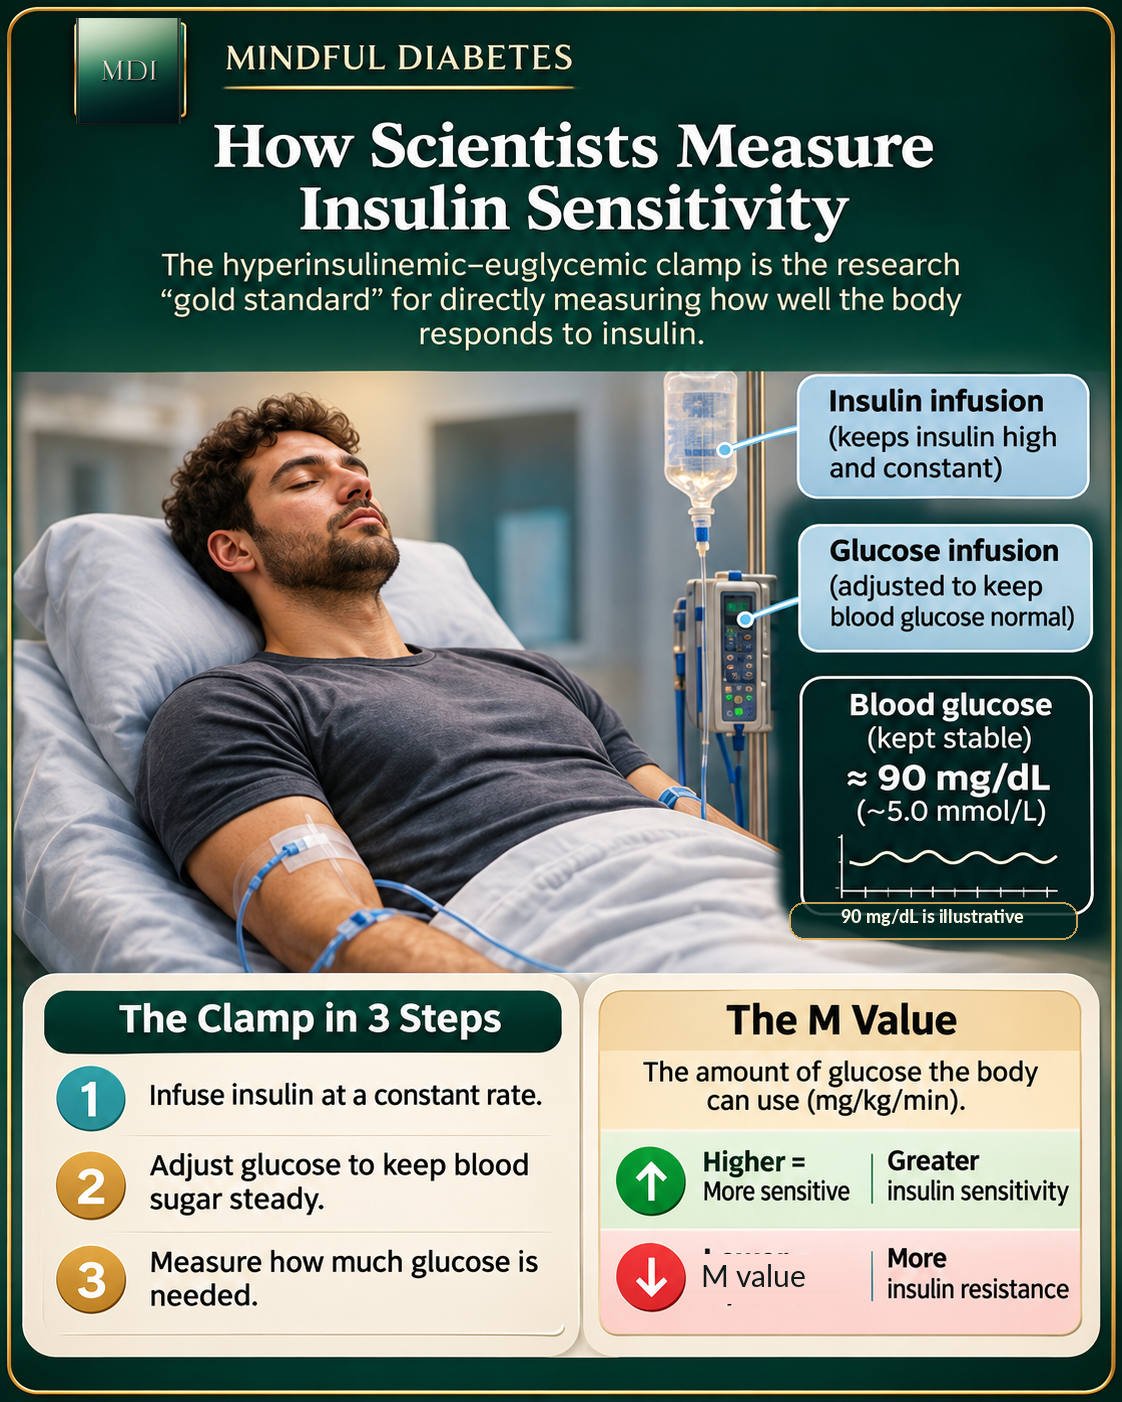 MDI
MINDFUL DIABETES
How Scientists Measure
Insulin Sensitivity
The hyperinsulinemic–euglycemic clamp is the research
“gold standard” for directly measuring how well the body
responds to insulin.
Insulin infusion
(keeps insulin high
and constant)
Glucose infusion
(adjusted to keep
blood glucose normal)
Blood glucose
(kept stable)
≈ 90 mg/dL
(~5.0 mmol/L)
90 mg/dL is illustrative
The Clamp in 3 Steps
1 Infuse insulin at a constant rate.
2 Adjust glucose to keep blood
sugar steady.
3 Measure how much glucose is
needed.
The M Value
The amount of glucose the body
can use (mg/kg/min).
Higher =
More sensitive
Greater
insulin sensitivity
M value
More
insulin resistance